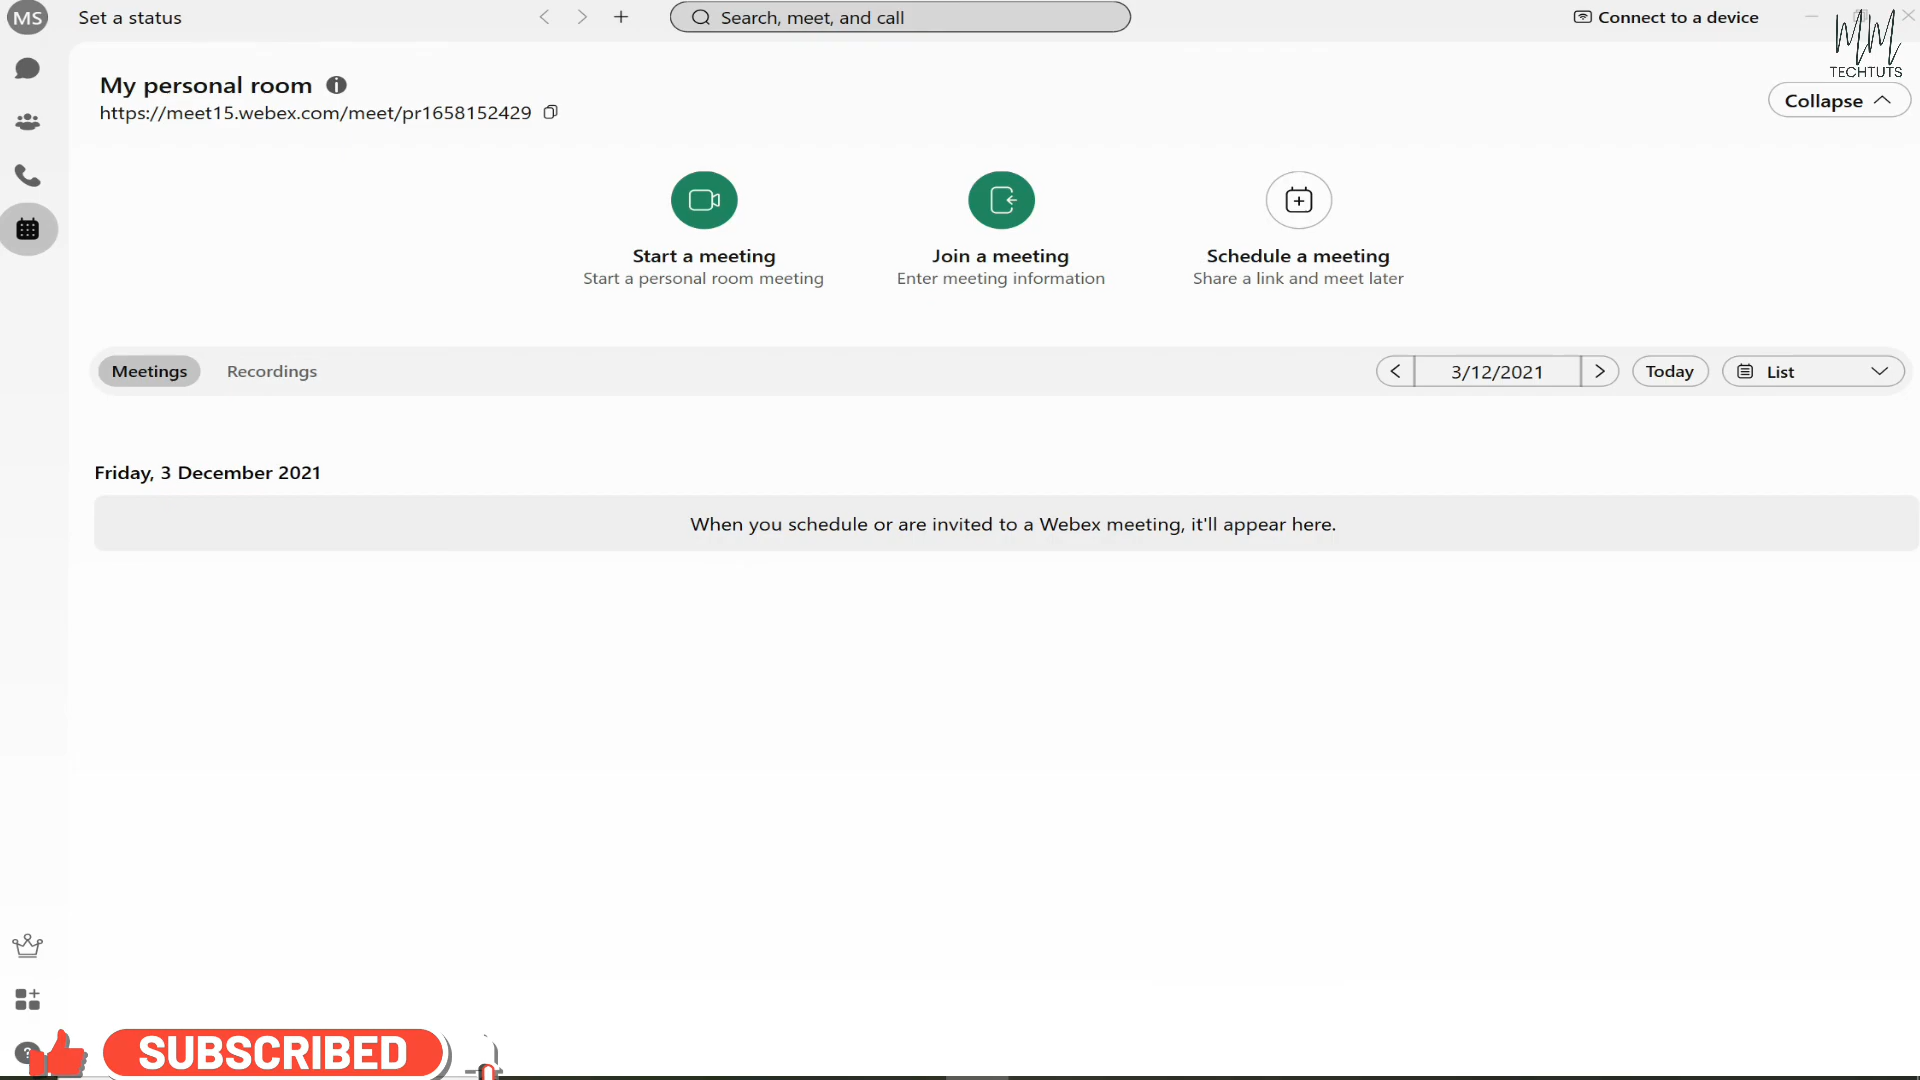 MS
Set a status
Search, meet, and call
Connect to a device
MM
TECHTUTS
My personal room
https://meet15.webex.com/meet/pr1658152429
Collapse
Start a meeting
Start a personal room meeting
Join a meeting
Enter meeting information
Schedule a meeting
Share a link and meet later
Meetings
Recordings
3/12/2021
Today
List
Friday, 3 December 2021
When you schedule or are invited to a Webex meeting, it'll appear here.
SUBSCRIBED